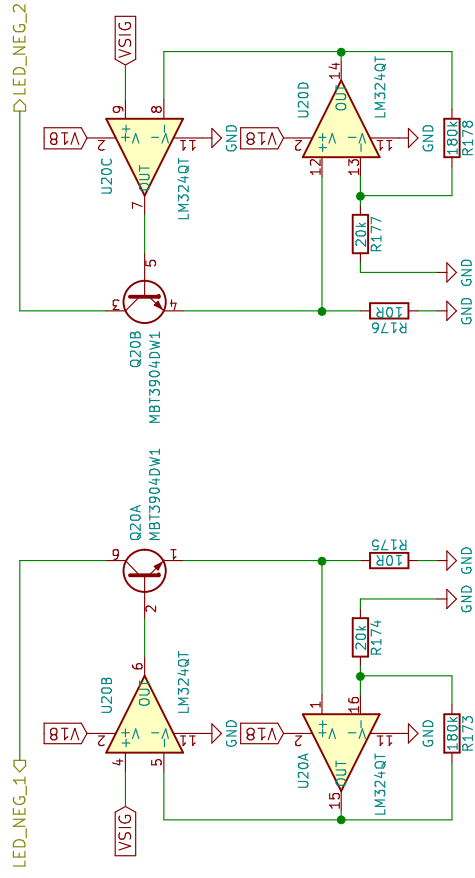 LED_NEG_2
VSIG
9
8
+
-
V18
2
V
11
GND
U20C
OUT
LM324QT
7
5
3
4
Q20B
MBT3904DW1
14
OUT
U20D
LM324QT
V18
2
V
11
GND
+
-
12
13
180k
R178
20k
R177
GND
10R
R176
GND
Q20A
MBT3904DW1
6
1
2
10R
R175
GND
GND
20k
R174
6
OUT
U20B
LM324QT
V18
2
V
11
GND
+
-
4
5
VSIG
LED_NEG_1
1
16
+
-
V18
2
V
11
GND
U20A
OUT
LM324QT
15
180k
R173